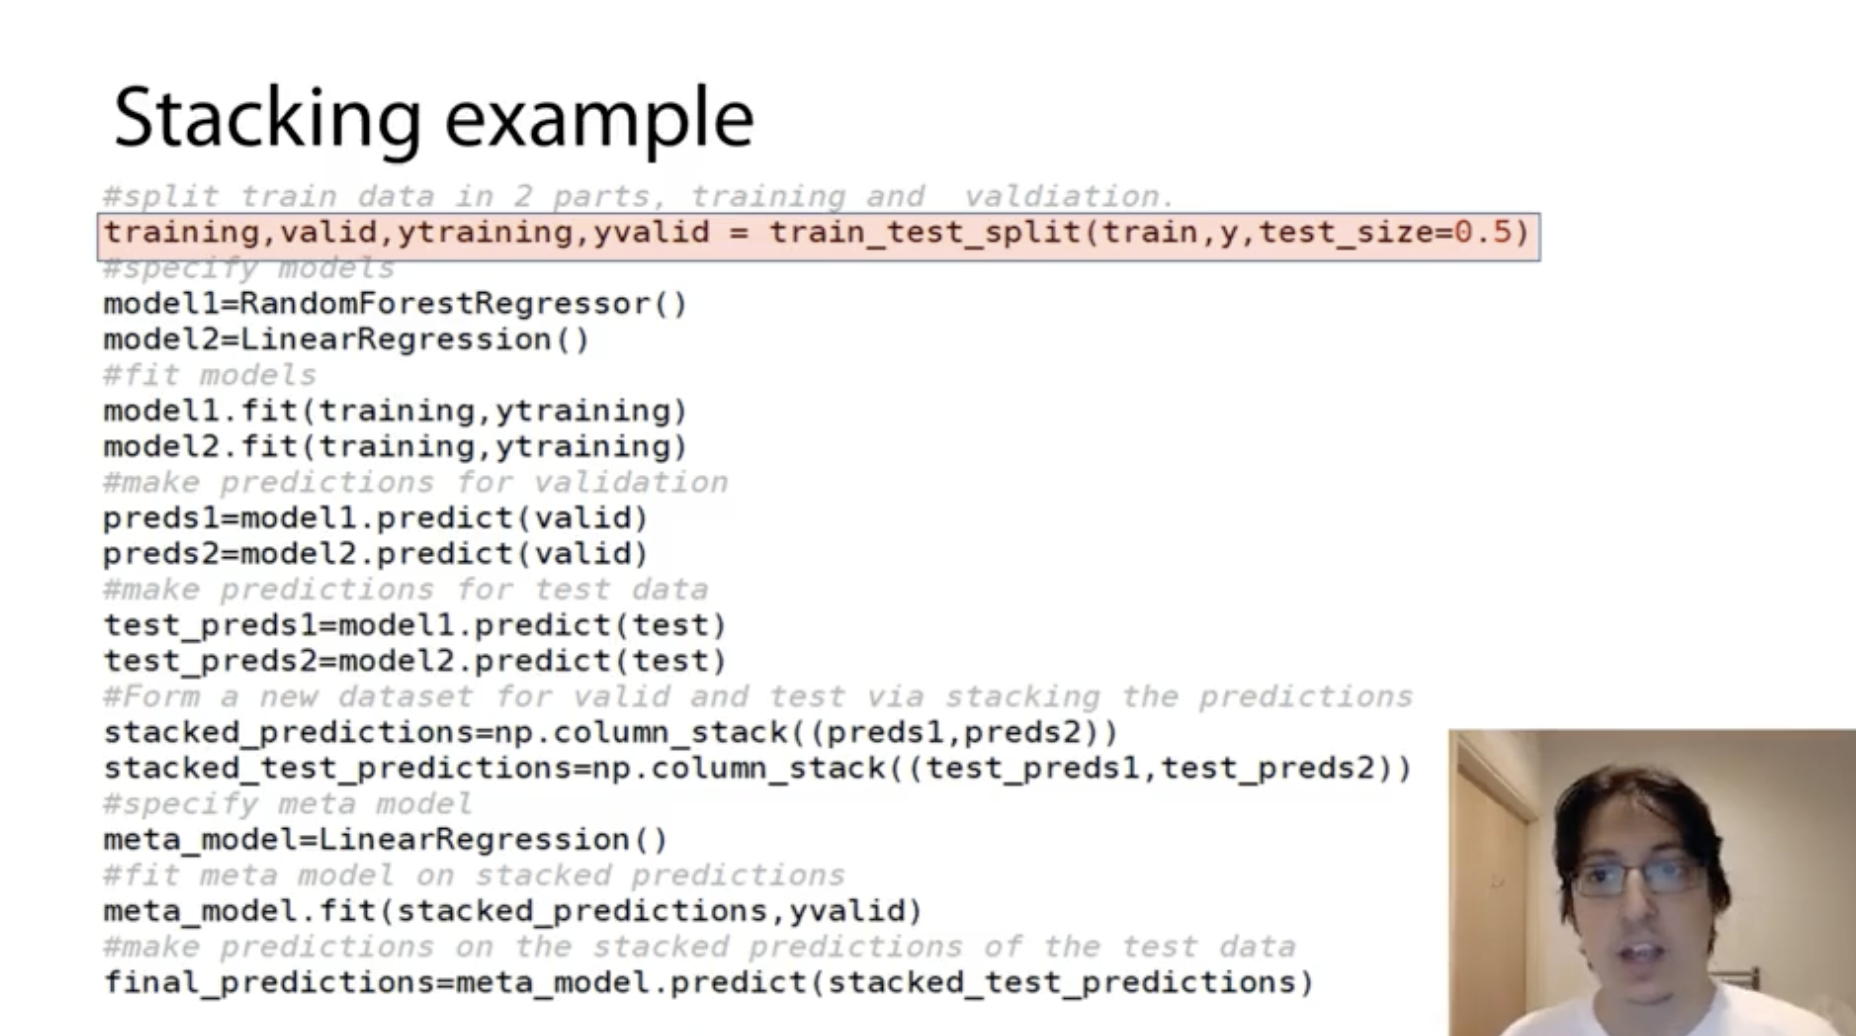 Stacking example
#split train data in 2 parts, training and  valdiation.
training,valid,ytraining,yvalid = train_test_split(train,y,test_size=0.5)
#specify models
model1=RandomForestRegressor()
model2=LinearRegression()
#fit models
model1.fit(training,ytraining)
model2.fit(training,ytraining)
#make predictions for validation
preds1=model1.predict(valid)
preds2=model2.predict(valid)
#make predictions for test data
test_preds1=model1.predict(test)
test_preds2=model2.predict(test)
#Form a new dataset for valid and test via stacking the predictions
stacked_predictions=np.column_stack((preds1,preds2))
stacked_test_predictions=np.column_stack((test_preds1,test_preds2))
#specify meta model
meta_model=LinearRegression()
#fit meta model on stacked predictions
meta_model.fit(stacked_predictions,yvalid)
#make predictions on the stacked predictions of the test data
final_predictions=meta_model.predict(stacked_test_predictions)